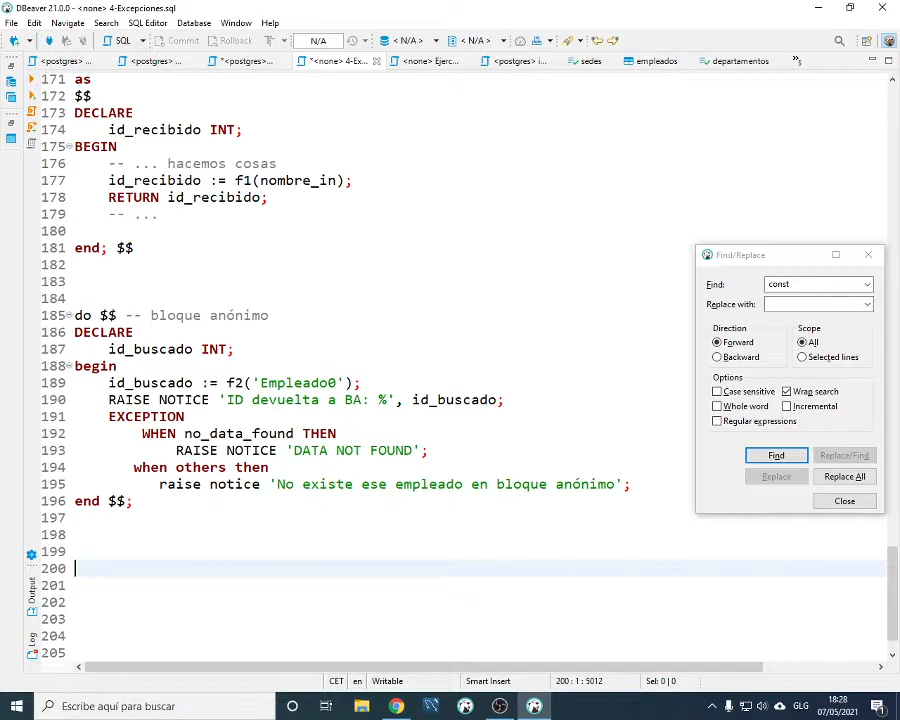 DBeaver 21.0.0 - <none> 4-Excepciones.sql
File Edit Navigate Search SQL Editor Database Window Help
SQL Commit Rollback T N/A < N/A > < N/A >
<postgres> ... <postgres> ... *<postgres>... *<none> 4-Ex... <none> Ejerc... <postgres> i... sedes empleados departamentos »5
171 as
172 $$
173 DECLARE
174 id_recibido INT;
175 BEGIN
176 -- ... hacemos cosas
177 id_recibido := f1(nombre_in);
178 RETURN id_recibido;
179 -- ...
180
181 end; $$
182
183
184
185 do $$ -- bloque anónimo
186 DECLARE
187 id_buscado INT;
188 begin
189 id_buscado := f2('Empleado0');
190 RAISE NOTICE 'ID devuelta a BA: %', id_buscado;
191 EXCEPTION
192 WHEN no_data_found THEN
193 RAISE NOTICE 'DATA NOT FOUND';
194 when others then
195 raise notice 'No existe ese empleado en bloque anónimo';
196 end $$;
197
198
199
200
201
202
203
204
205
Output
Log
Find/Replace
Find: const
Replace with:
Direction Scope
Forward All
Backward Selected lines
Options
Case sensitive Wrap search
Whole word Incremental
Regular expressions
Find Replace/Find
Replace Replace All
Close
CET en Writable Smart Insert 200 : 1 : 5012 Sel: 0 | 0
Escribe aquí para buscar
GLG
18:28
07/05/2021
1